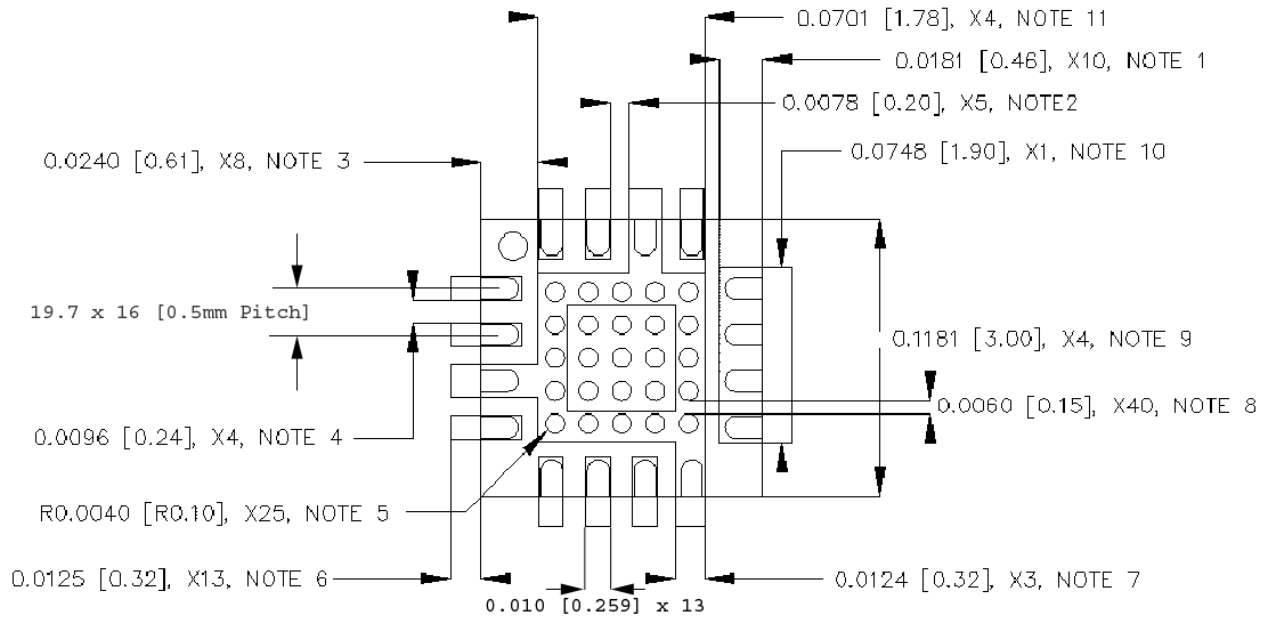 0.0701 [1.78], X4, NOTE 11
0.0181 [0.46], X10, NOTE 1
0.0078 [0.20], X5, NOTE2
0.0240 [0.61], X8, NOTE 3
0.0748 [1.90], X1, NOTE 10
19.7 x 16 [0.5mm Pitch]
0.1181 [3.00], X4, NOTE 9
0.0060 [0.15], X40, NOTE 8
0.0096 [0.24], X4, NOTE 4
R0.0040 [R0.10], X25, NOTE 5
0.0125 [0.32], X13, NOTE 6
0.0124 [0.32], X3, NOTE 7
0.010 [0.259] x 13